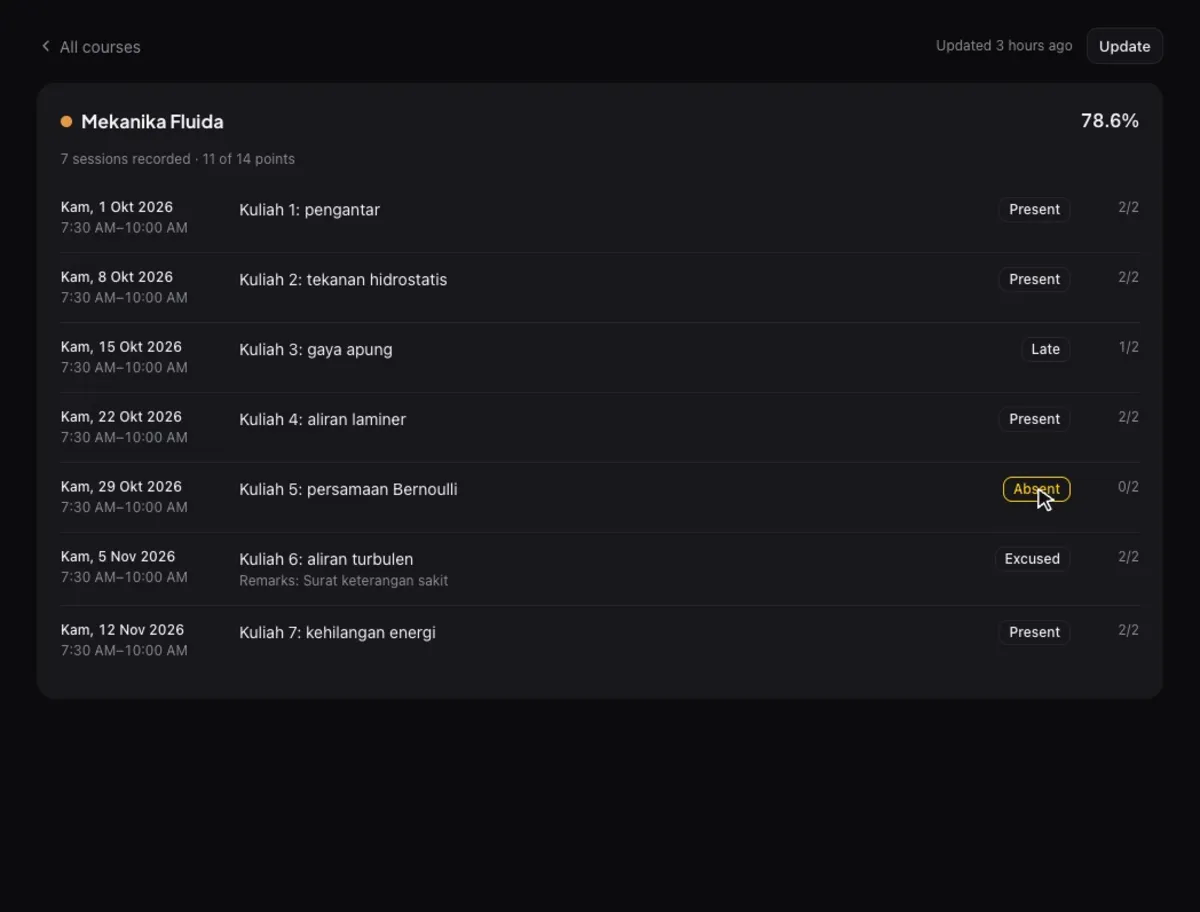 All courses
Updated 3 hours ago
Update
Mekanika Fluida
78.6%
7 sessions recorded · 11 of 14 points
Kam, 1 Okt 2026
7:30 AM–10:00 AM
Kuliah 1: pengantar
Present
2/2
Kam, 8 Okt 2026
7:30 AM–10:00 AM
Kuliah 2: tekanan hidrostatis
Present
2/2
Kam, 15 Okt 2026
7:30 AM–10:00 AM
Kuliah 3: gaya apung
Late
1/2
Kam, 22 Okt 2026
7:30 AM–10:00 AM
Kuliah 4: aliran laminer
Present
2/2
Kam, 29 Okt 2026
7:30 AM–10:00 AM
Kuliah 5: persamaan Bernoulli
Absent
0/2
Kam, 5 Nov 2026
7:30 AM–10:00 AM
Kuliah 6: aliran turbulen
Remarks: Surat keterangan sakit
Excused
2/2
Kam, 12 Nov 2026
7:30 AM–10:00 AM
Kuliah 7: kehilangan energi
Present
2/2